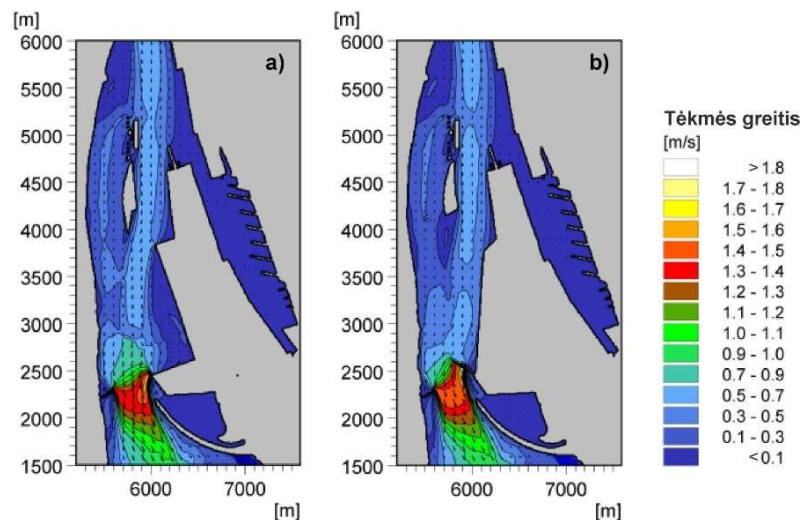 [m]
[m]
6000
5500
5000
4500
4000
3500
3000
2500
2000
1500
a)
6000
7000
[m]
6000
5500
5000
4500
4000
3500
3000
2500
2000
1500
b)
6000
7000
[m]
Tėkmės greitis
[m/s]
> 1.8
1.7 - 1.8
1.6 - 1.7
1.5 - 1.6
1.4 - 1.5
1.3 - 1.4
1.2 - 1.3
1.1 - 1.2
1.0 - 1.1
0.9 - 1.0
0.7 - 0.9
0.5 - 0.7
0.3 - 0.5
0.1 - 0.3
< 0.1